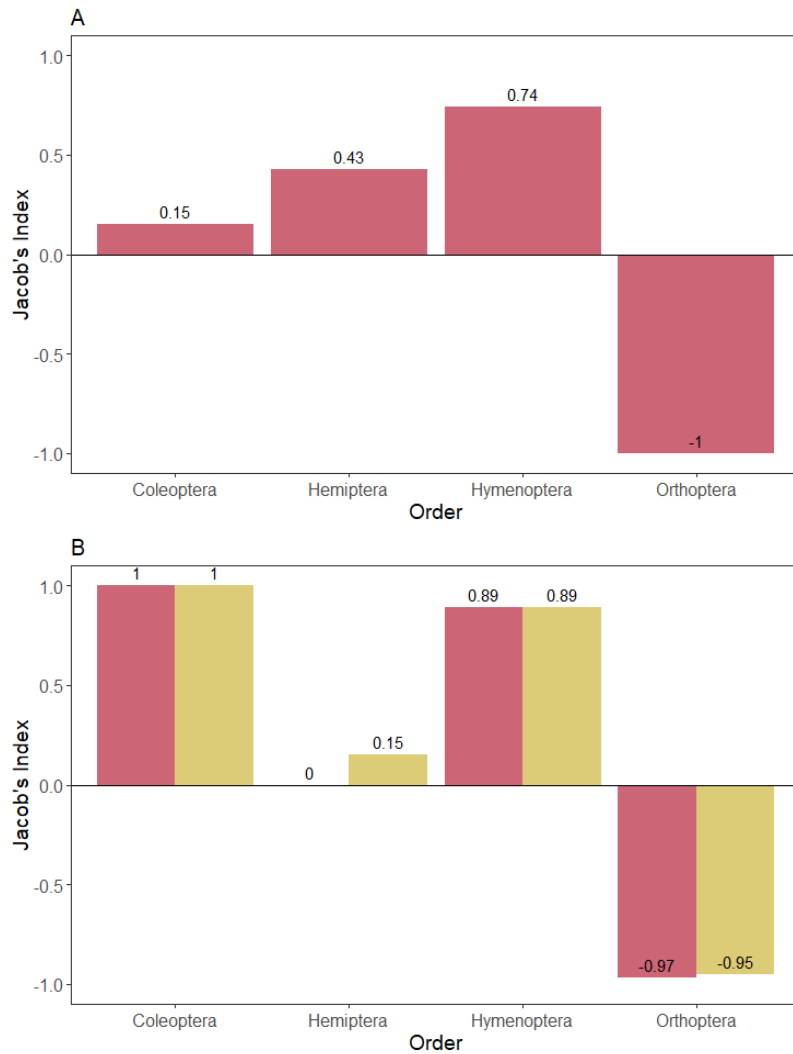 A
1.0
0.74
0.5
0.43
0.15
0.0
-0.5
-1
-1.0
Jacob's Index
Coleoptera Hemiptera Hymenoptera Orthoptera
Order
B
1 1
1.0
0.89 0.89
0.5
0.15
0
0.0
-0.5
-0.97 -0.95
-1.0
Jacob's Index
Coleoptera Hemiptera Hymenoptera Orthoptera
Order